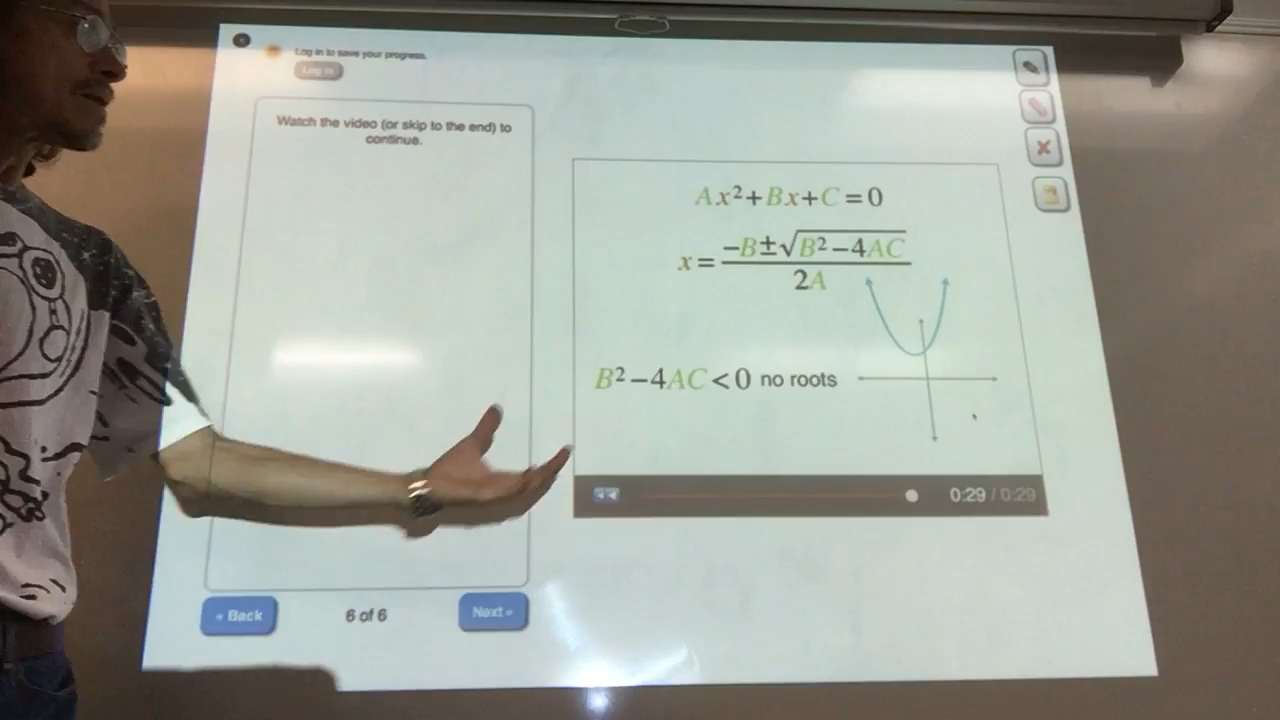 Log in to save your progress.
Log in
Watch the video (or skip to the end) to
continue.
Ax²+Bx+C=0
x= −B±√B²−4AC
2A
B²−4AC<0 no roots
0:29 / 0:29
« Back
6 of 6
Next »